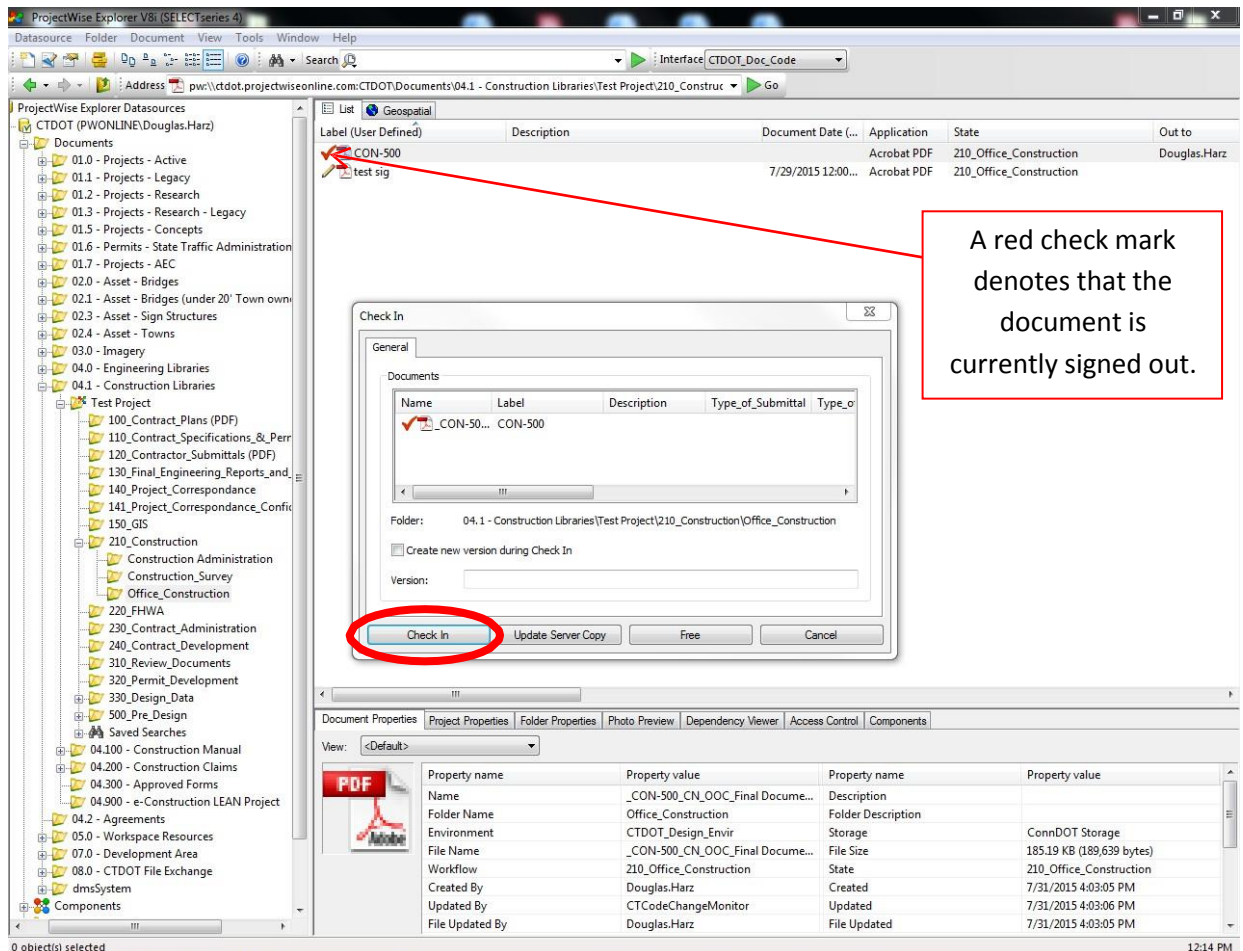 ProjectWise Explorer V8i (SELECTseries 4)
Datasource Folder Document View Tools Window Help
Search Interface CTDOT_Doc_Code
Address pw:\\ctdot.projectwiseonline.com:CTDOT\Documents\04.1 - Construction Libraries\Test Project\210_Construc Go
ProjectWise Explorer Datasources
CTDOT (PWONLINE\Douglas.Harz)
Documents
01.0 - Projects - Active
01.1 - Projects - Legacy
01.2 - Projects - Research
01.3 - Projects - Research - Legacy
01.5 - Projects - Concepts
01.6 - Permits - State Traffic Administration
01.7 - Projects - AEC
02.0 - Asset - Bridges
02.1 - Asset - Bridges (under 20' Town own
02.3 - Asset - Sign Structures
02.4 - Asset - Towns
03.0 - Imagery
04.0 - Engineering Libraries
04.1 - Construction Libraries
Test Project
100_Contract_Plans (PDF)
110_Contract_Specifications_&_Perr
120_Contractor_Submittals (PDF)
130_Final_Engineering_Reports_and_
140_Project_Correspondance
141_Project_Correspondance_Confid
150_GIS
210_Construction
Construction Administration
Construction_Survey
Office_Construction
220_FHWA
230_Contract_Administration
240_Contract_Development
310_Review_Documents
320_Permit_Development
330_Design_Data
500_Pre_Design
Saved Searches
04.100 - Construction Manual
04.200 - Construction Claims
04.300 - Approved Forms
04.900 - e-Construction LEAN Project
04.2 - Agreements
05.0 - Workspace Resources
07.0 - Development Area
08.0 - CTDOT File Exchange
dmsSystem
Components
List Geospatial
Label (User Defined) Description Document Date (... Application State Out to
CON-500 Acrobat PDF 210_Office_Construction Douglas.Harz
test sig 7/29/2015 12:00... Acrobat PDF 210_Office_Construction
A red check mark
denotes that the
document is
currently signed out.
Check In
General
Documents
Name Label Description Type_of_Submittal Type_o
_CON-50... CON-500
Folder: 04.1 - Construction Libraries\Test Project\210_Construction\Office_Construction
Create new version during Check In
Version:
Check In Update Server Copy Free Cancel
Document Properties Project Properties Folder Properties Photo Preview Dependency Viewer Access Control Components
View: <Default>
PDF
Adobe
Property name Property value Property name Property value
Name _CON-500_CN_OOC_Final Docume... Description
Folder Name Office_Construction Folder Description
Environment CTDOT_Design_Envir Storage ConnDOT Storage
File Name _CON-500_CN_OOC_Final Docume... File Size 185.19 KB (189,639 bytes)
Workflow 210_Office_Construction State 210_Office_Construction
Created By Douglas.Harz Created 7/31/2015 4:03:05 PM
Updated By CTCodeChangeMonitor Updated 7/31/2015 4:03:06 PM
File Updated By Douglas.Harz File Updated 7/31/2015 4:03:05 PM
0 object(s) selected 12:14 PM